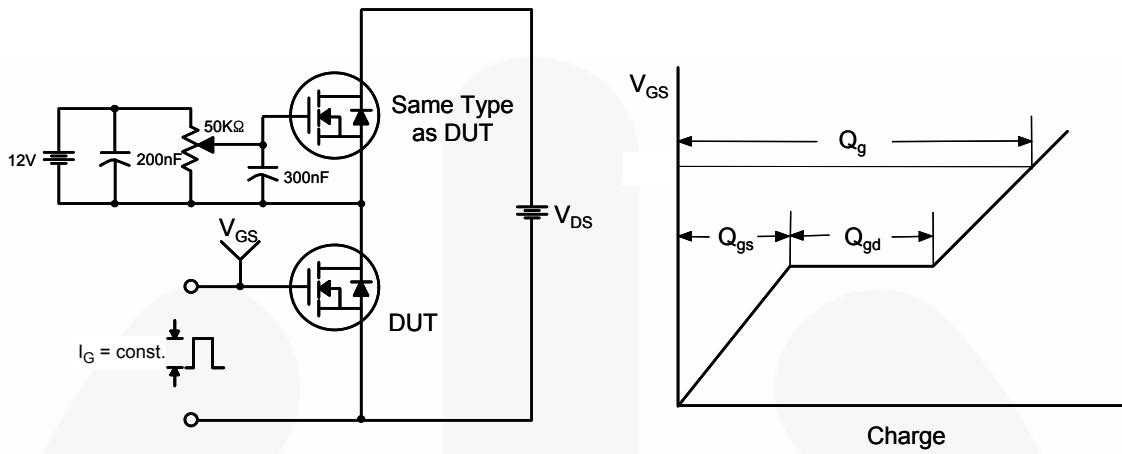 12V
200nF
50KΩ
300nF
Same Type
as DUT
V_DS
V_GS
DUT
I_G = const.
V_GS
Q_g
Q_gs
Q_gd
Charge